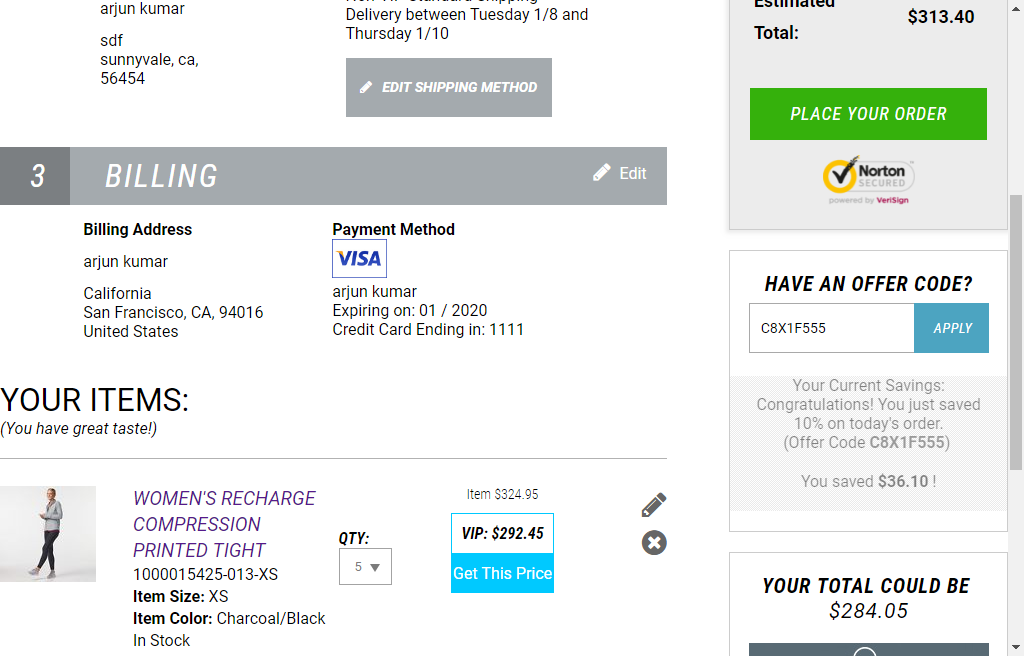 arjun kumar
sdf
sunnyvale, ca,
56454
Delivery between Tuesday 1/8 and
Thursday 1/10
EDIT SHIPPING METHOD
3 BILLING Edit
Billing Address
arjun kumar
California
San Francisco, CA, 94016
United States
Payment Method
VISA
arjun kumar
Expiring on: 01 / 2020
Credit Card Ending in: 1111
YOUR ITEMS:
(You have great taste!)
WOMEN'S RECHARGE
COMPRESSION
PRINTED TIGHT
1000015425-013-XS
Item Size: XS
Item Color: Charcoal/Black
In Stock
QTY:
5
Item $324.95
VIP: $292.45
Get This Price
Estimated
Total:
$313.40
PLACE YOUR ORDER
Norton
SECURED
powered by VeriSign
HAVE AN OFFER CODE?
C8X1F555 APPLY
Your Current Savings:
Congratulations! You just saved
10% on today's order.
(Offer Code C8X1F555)
You saved $36.10 !
YOUR TOTAL COULD BE
$284.05